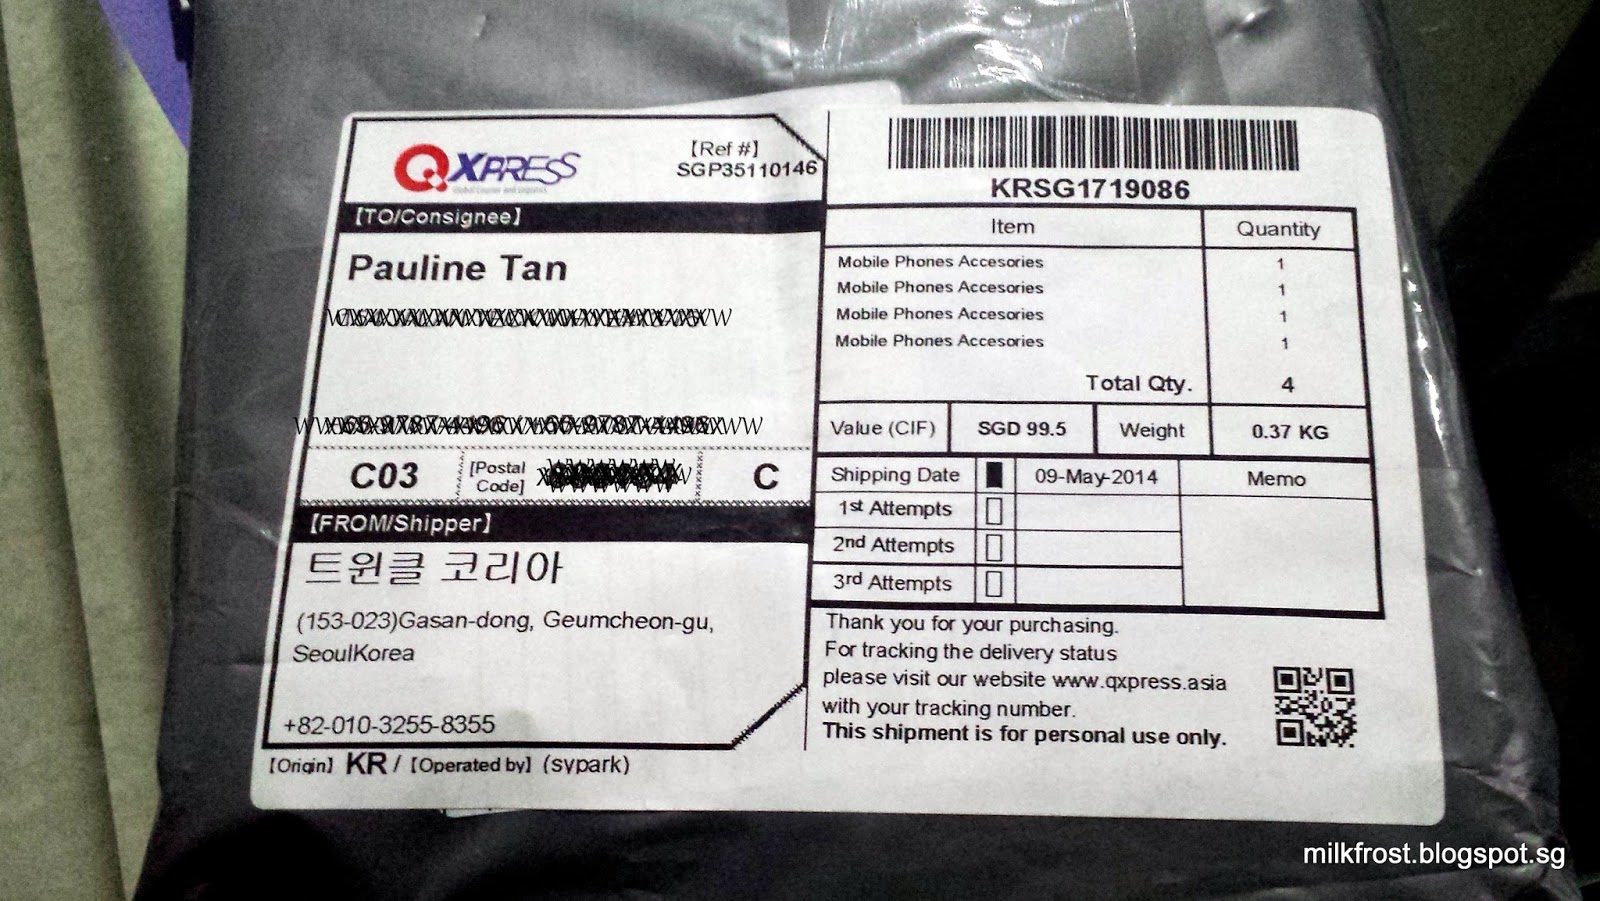 QXPRESS
Global Courier and Logistics
【Ref #】
SGP35110146
【TO/Consignee】
Pauline Tan
C03
[Postal
Code]
C
【FROM/Shipper】
트윈클 코리아
(153-023)Gasan-dong, Geumcheon-gu,
SeoulKorea
+82-010-3255-8355
【Origin】 KR / 【Operated by】 (sypark)
KRSG1719086
Item Quantity
Mobile Phones Accesories 1
Mobile Phones Accesories 1
Mobile Phones Accesories 1
Mobile Phones Accesories 1
Total Qty. 4
Value (CIF) SGD 99.5 Weight 0.37 KG
Shipping Date 09-May-2014 Memo
1st Attempts
2nd Attempts
3rd Attempts
Thank you for your purchasing.
For tracking the delivery status
please visit our website www.qxpress.asia
with your tracking number.
This shipment is for personal use only.
milkfrost.blogspot.sg